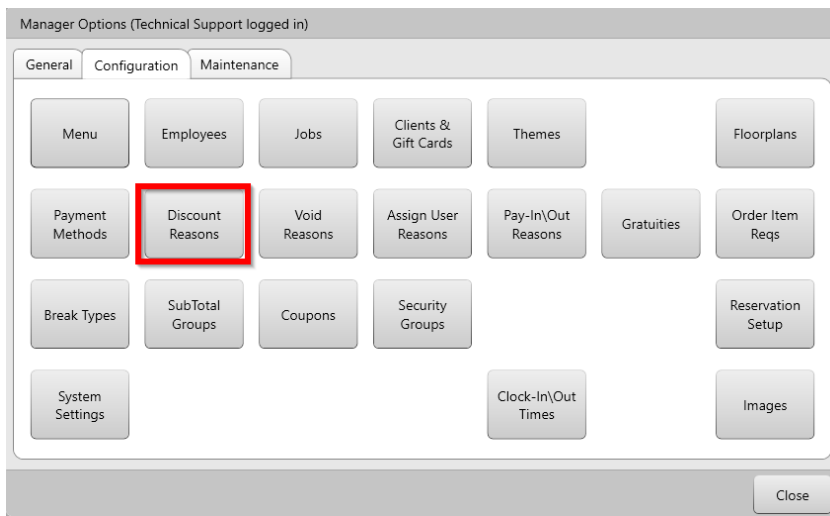 Manager Options (Technical Support logged in)
General Configuration Maintenance
Menu
Employees
Jobs
Clients &
Gift Cards
Themes
Floorplans
Payment
Methods
Discount
Reasons
Void
Reasons
Assign User
Reasons
Pay-In\Out
Reasons
Gratuities
Order Item
Reqs
Break Types
SubTotal
Groups
Coupons
Security
Groups
Reservation
Setup
System
Settings
Clock-In\Out
Times
Images
Close